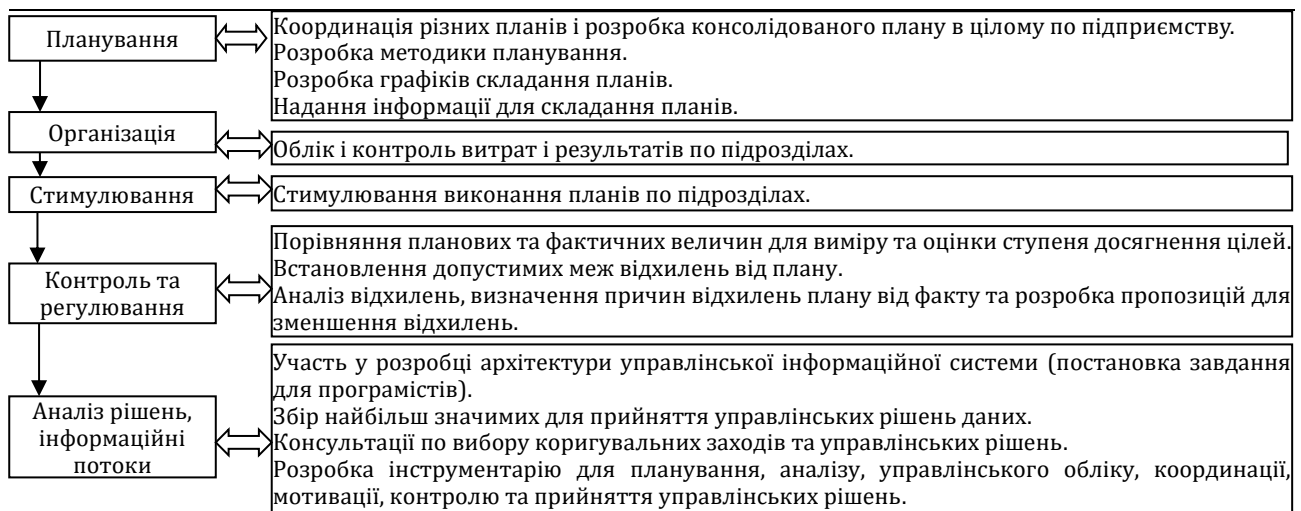 Планування
Координація різних планів і розробка консолідованого плану в цілому по підприємству.
Розробка методики планування.
Розробка графіків складання планів.
Надання інформації для складання планів.
Організація
Облік і контроль витрат і результатів по підрозділах.
Стимулювання
Стимулювання виконання планів по підрозділах.
Контроль та
регулювання
Порівняння планових та фактичних величин для виміру та оцінки ступеня досягнення цілей.
Встановлення допустимих меж відхилень від плану.
Аналіз відхилень, визначення причин відхилень плану від факту та розробка пропозицій для
зменшення відхилень.
Аналіз рішень,
інформаційні
потоки
Участь у розробці архітектури управлінської інформаційної системи (постановка завдання
для програмістів).
Збір найбільш значимих для прийняття управлінських рішень даних.
Консультації по вибору коригувальних заходів та управлінських рішень.
Розробка інструментарію для планування, аналізу, управлінського обліку, координації,
мотивації, контролю та прийняття управлінських рішень.